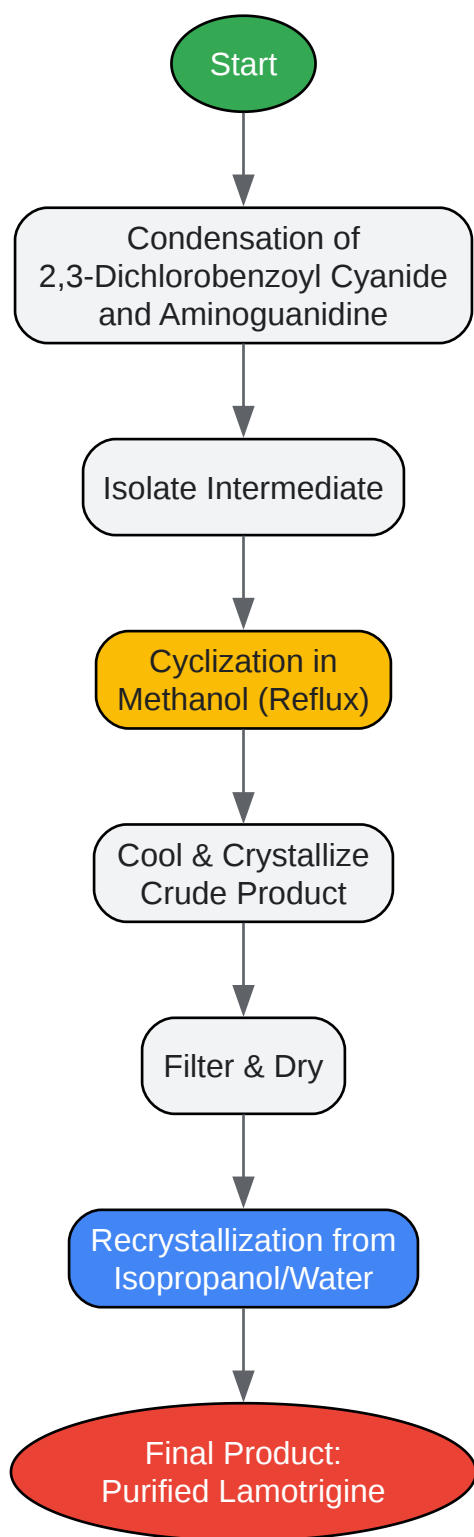 Start
Condensation of
2,3-Dichlorobenzoyl Cyanide
and Aminoguanidine
Isolate Intermediate
Cyclization in
Methanol (Reflux)
Cool & Crystallize
Crude Product
Filter & Dry
Recrystallization from
Isopropanol/Water
Final Product:
Purified Lamotrigine